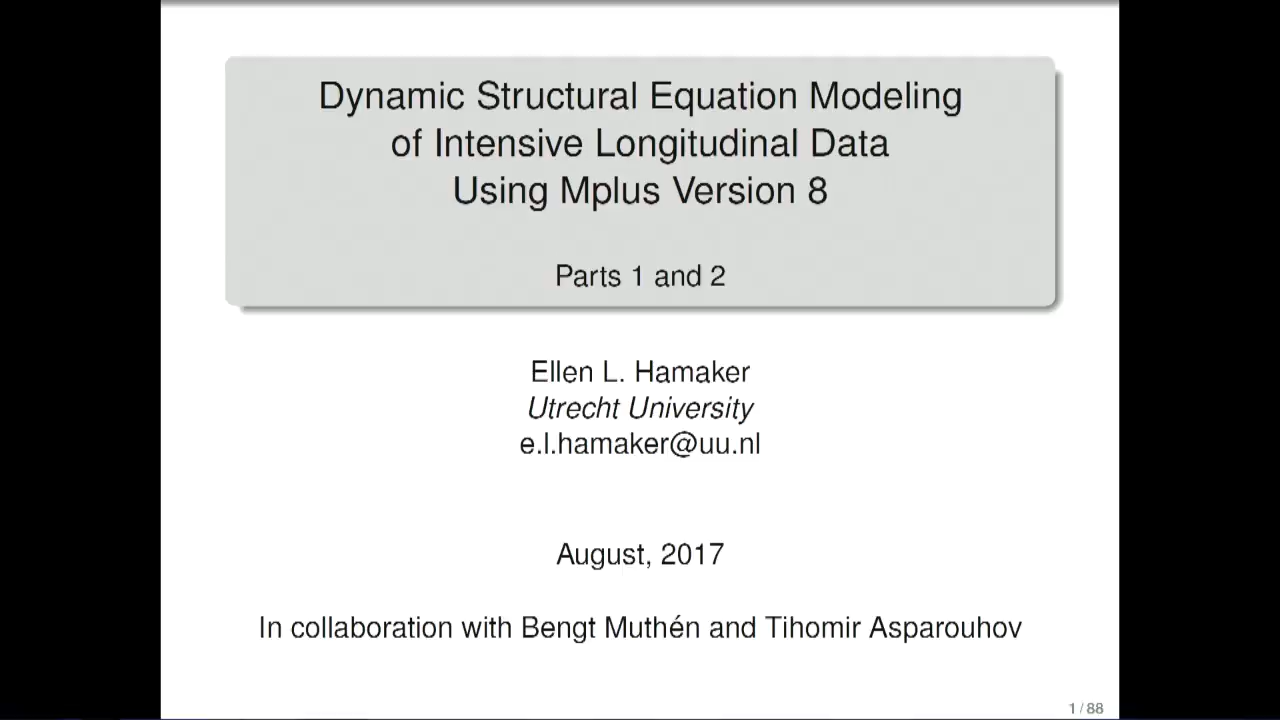 Dynamic Structural Equation Modeling
of Intensive Longitudinal Data
Using Mplus Version 8
Parts 1 and 2
Ellen L. Hamaker
Utrecht University
e.l.hamaker@uu.nl
August, 2017
In collaboration with Bengt Muthén and Tihomir Asparouhov
1 / 88